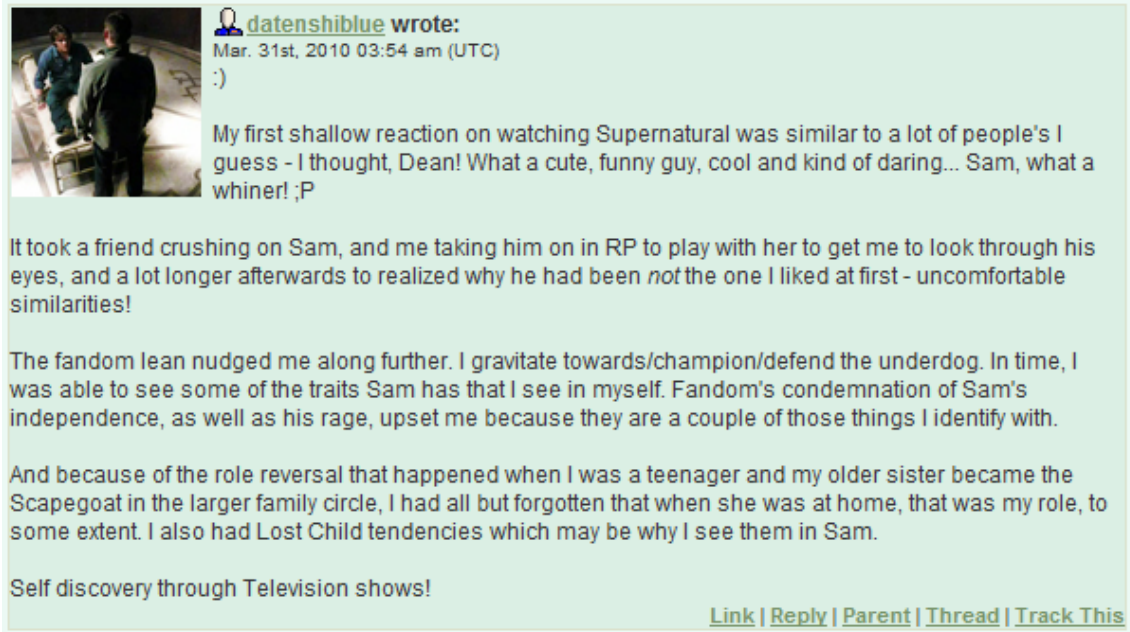 datenshiblue wrote:
Mar. 31st, 2010 03:54 am (UTC)
:)
My first shallow reaction on watching Supernatural was similar to a lot of people's I
guess - I thought, Dean! What a cute, funny guy, cool and kind of daring... Sam, what a
whiner! ;P
It took a friend crushing on Sam, and me taking him on in RP to play with her to get me to look through his
eyes, and a lot longer afterwards to realized why he had been not the one I liked at first - uncomfortable
similarities!
The fandom lean nudged me along further. I gravitate towards/champion/defend the underdog. In time, I
was able to see some of the traits Sam has that I see in myself. Fandom's condemnation of Sam's
independence, as well as his rage, upset me because they are a couple of those things I identify with.
And because of the role reversal that happened when I was a teenager and my older sister became the
Scapegoat in the larger family circle, I had all but forgotten that when she was at home, that was my role, to
some extent. I also had Lost Child tendencies which may be why I see them in Sam.
Self discovery through Television shows!
Link | Reply | Parent | Thread | Track This